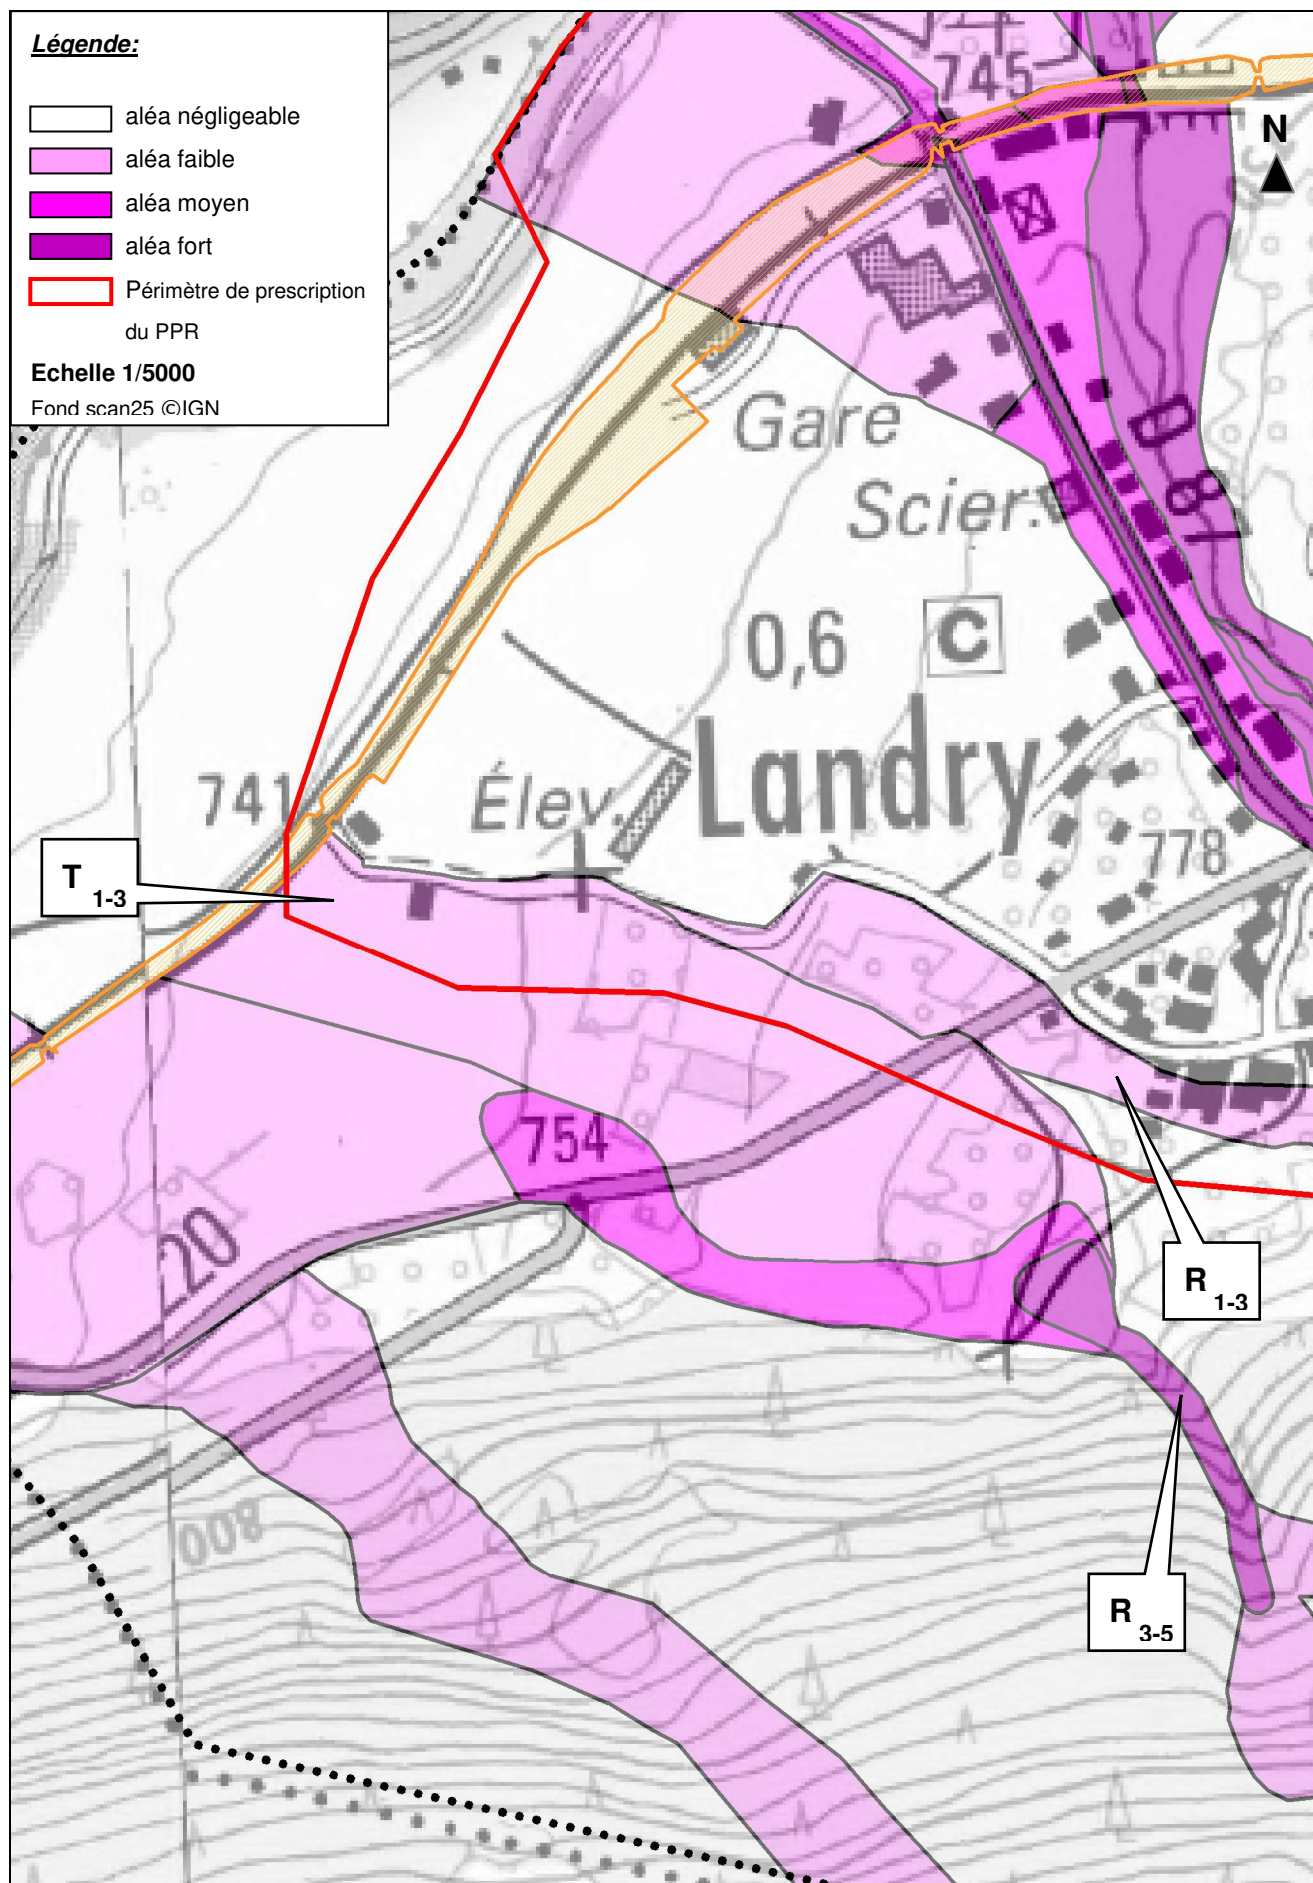 Légende:
aléa négligeable
aléa faible
aléa moyen
aléa fort
Périmètre de prescription
du PPR
Echelle 1/5000
Fond scan25 ©IGN
745
N
Gare
D 87
Scier.
0,6
C
Landry
741
Élev.
778
T 1-3
754
20
R 1-3
008
R 3-5